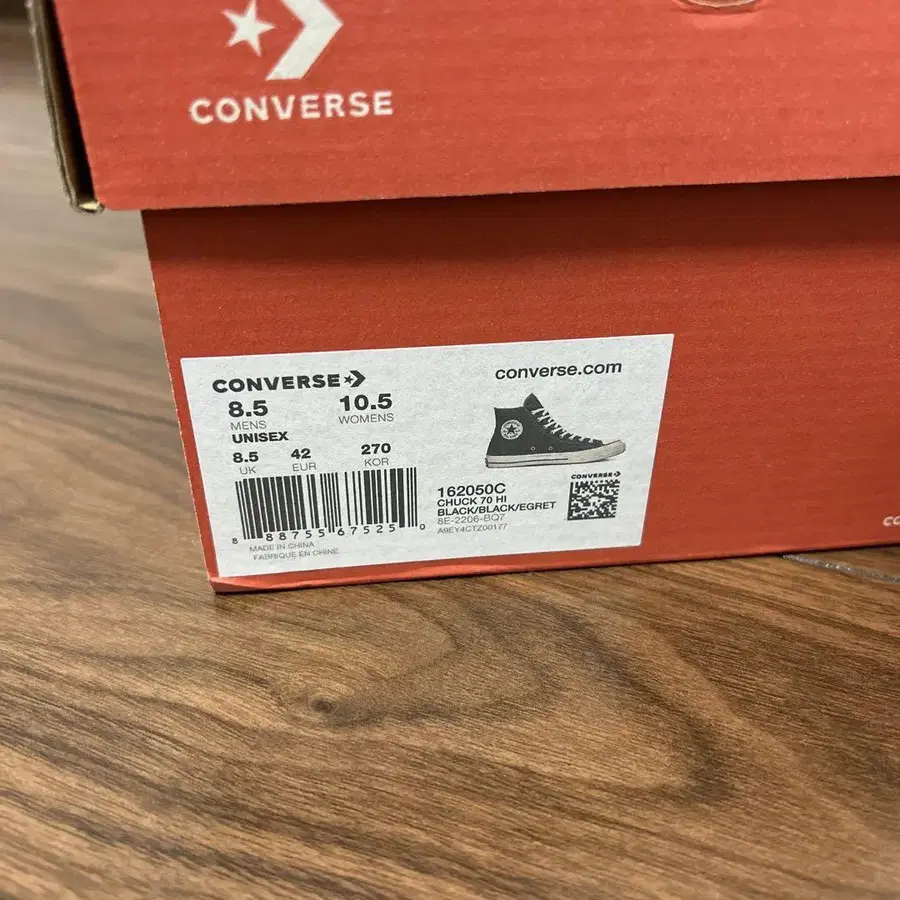 CONVERSE
CONVERSE
converse.com
8.5 10.5
MENS WOMENS
UNISEX
8.5 42 270
UK EUR KOR
8 88755 67525 0
MADE IN CHINA
FABRIQUE EN CHINE
CONVERSE
162050C
CHUCK 70 HI
BLACK/BLACK/EGRET
8E-2206-BQ7
A9EY4CTZ00177